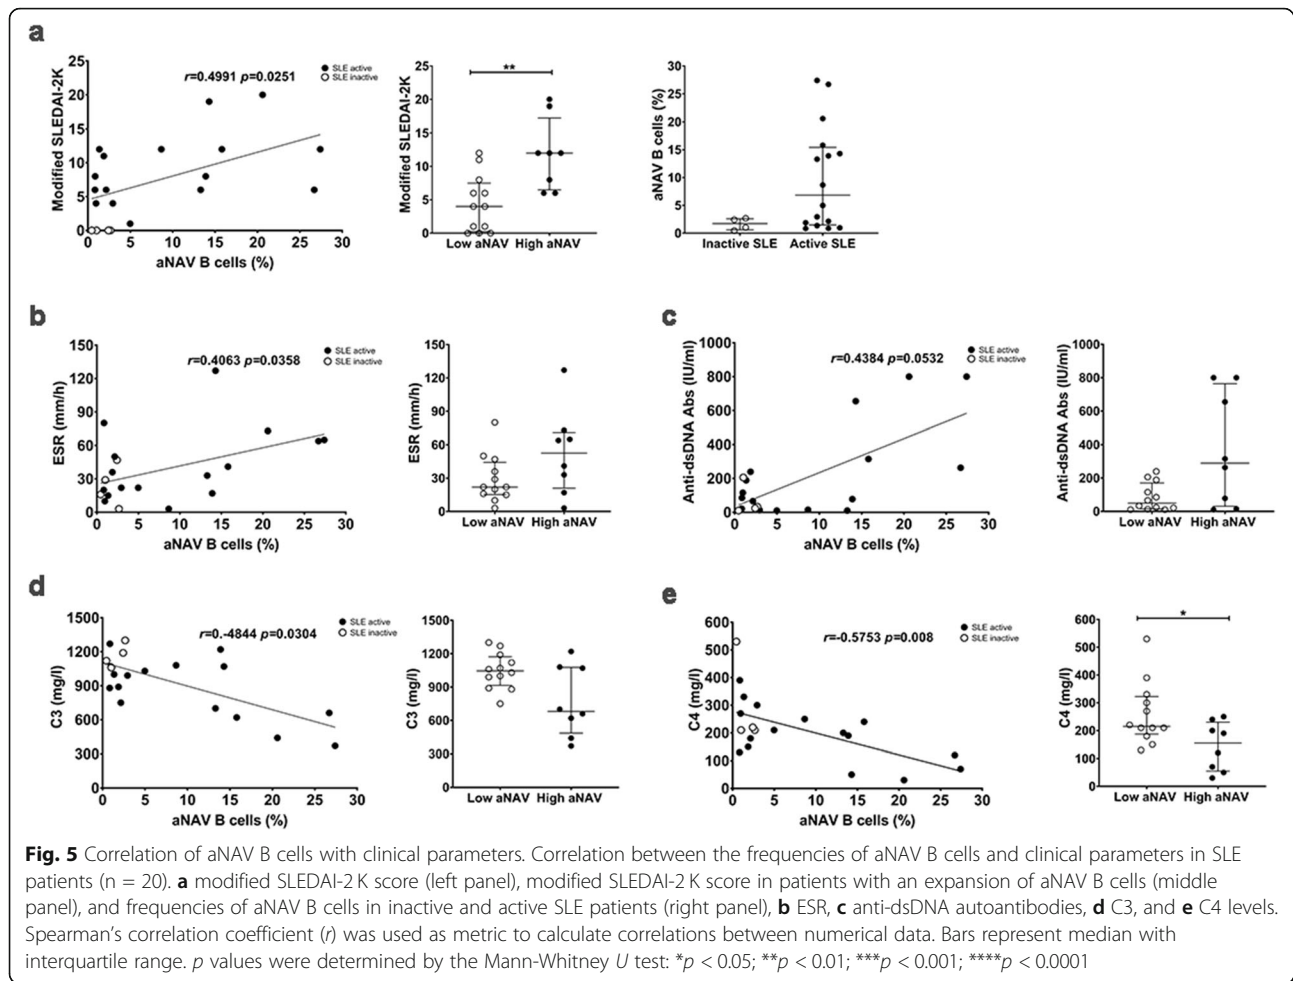 a
25
20
15
10
5
0
Modified SLEDAI-2K
r=0.4991 p=0.0251
SLE active
SLE inactive
0 5 10 15 20 25 30
aNAV B cells (%)
25
20
15
10
5
0
Modified SLEDAI-2K
**
Low aNAV High aNAV
30
25
20
15
10
5
0
aNAV B cells (%)
Inactive SLE Active SLE
b
150
120
90
60
30
0
ESR (mm/h)
r=0.4063 p=0.0358
SLE active
SLE inactive
0 5 10 15 20 25 30
aNAV B cells (%)
150
120
90
60
30
0
ESR (mm/h)
Low aNAV High aNAV
c
1000
800
600
400
200
0
Anti-dsDNA Abs (IU/ml)
r=0.4384 p=0.0532
SLE active
SLE inactive
0 5 10 15 20 25 30
aNAV B cells (%)
1000
800
600
400
200
0
Anti-dsDNA Abs (IU/ml)
Low aNAV High aNAV
d
1500
1200
900
600
300
0
C3 (mg/l)
r=0.-4844 p=0.0304
SLE active
SLE inactive
0 5 10 15 20 25 30
aNAV B cells (%)
1500
1200
900
600
300
0
C3 (mg/l)
Low aNAV High aNAV
e
600
500
400
300
200
100
0
C4 (mg/l)
r=-0.5753 p=0.008
SLE active
SLE inactive
0 5 10 15 20 25 30
aNAV B cells (%)
600
500
400
300
200
100
0
C4 (mg/l)
*
Low aNAV High aNAV
Fig. 5 Correlation of aNAV B cells with clinical parameters. Correlation between the frequencies of aNAV B cells and clinical parameters in SLE
patients (n = 20). a modified SLEDAI-2 K score (left panel), modified SLEDAI-2 K score in patients with an expansion of aNAV B cells (middle
panel), and frequencies of aNAV B cells in inactive and active SLE patients (right panel), b ESR, c anti-dsDNA autoantibodies, d C3, and e C4 levels.
Spearman's correlation coefficient (r) was used as metric to calculate correlations between numerical data. Bars represent median with
interquartile range. p values were determined by the Mann-Whitney U test: *p < 0.05; **p < 0.01; ***p < 0.001; ****p < 0.0001